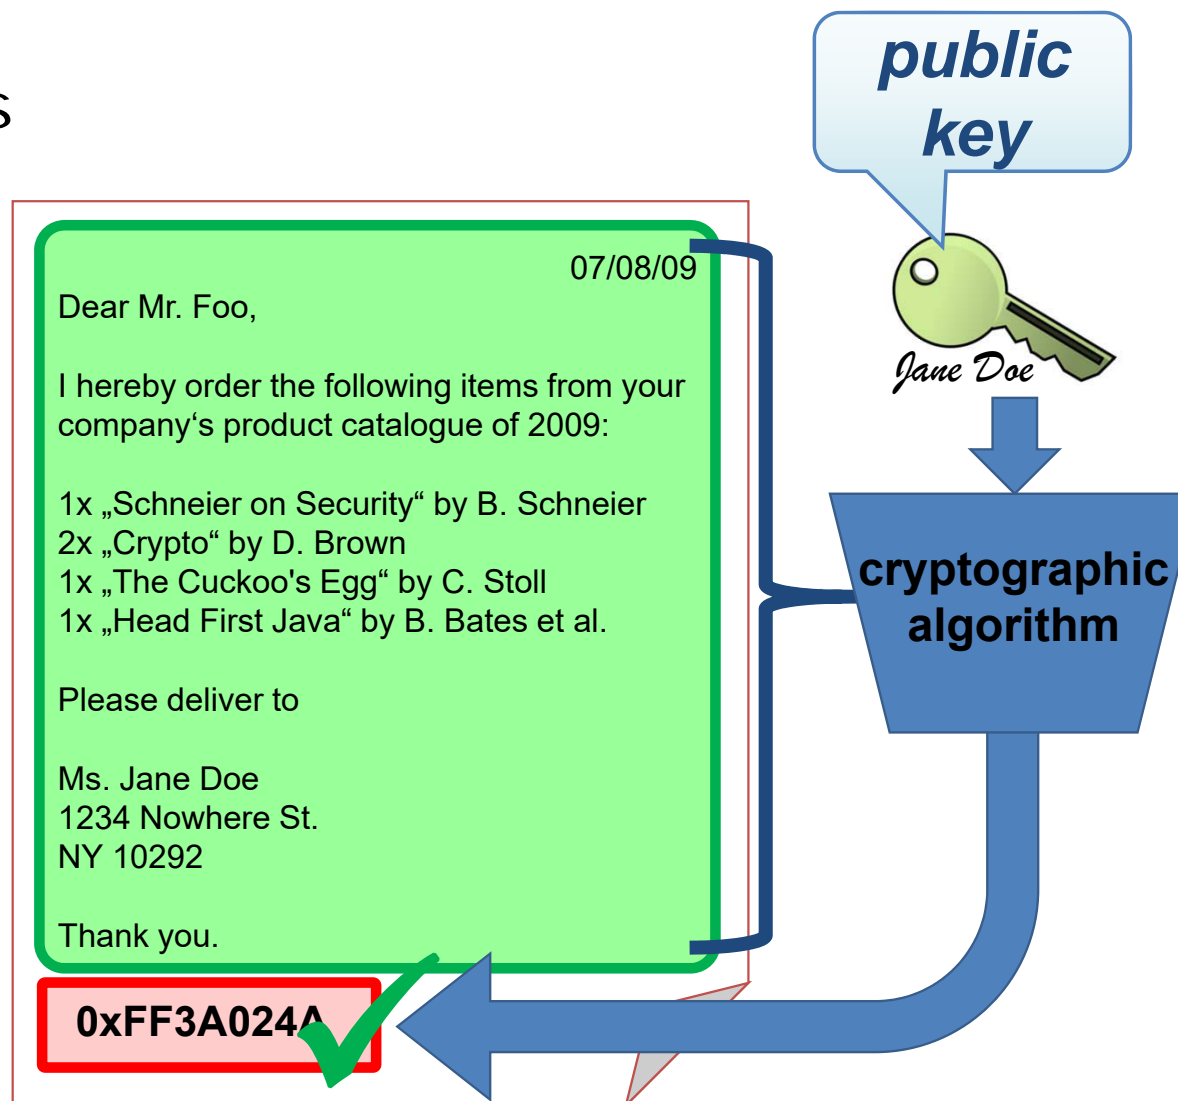 s
public
key
07/08/09
Dear Mr. Foo,
I hereby order the following items from your
company‘s product catalogue of 2009:
1x „Schneier on Security“ by B. Schneier
2x „Crypto“ by D. Brown
1x „The Cuckoo's Egg“ by C. Stoll
1x „Head First Java“ by B. Bates et al.
Please deliver to
Ms. Jane Doe
1234 Nowhere St.
NY 10292
Thank you.
0xFF3A024A
Jane Doe
cryptographic
algorithm